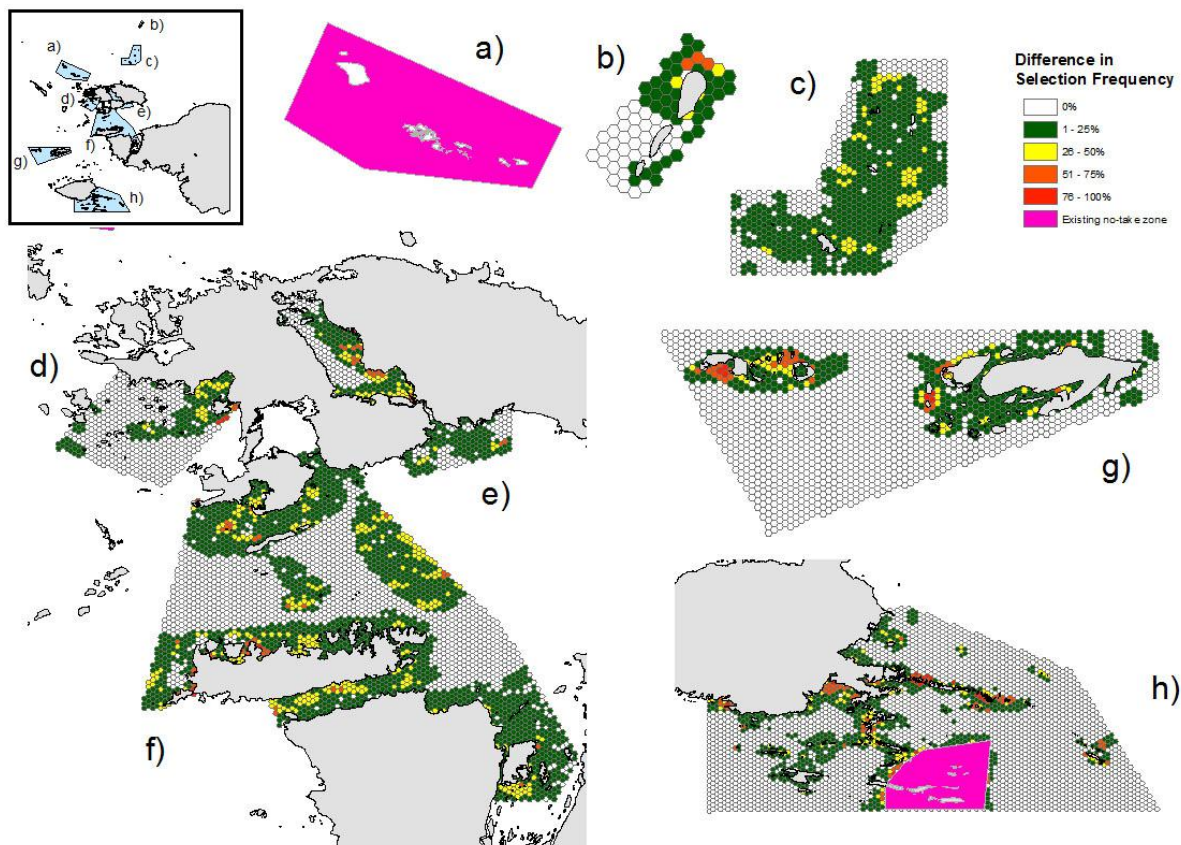 a)
b)
c)
d)
e)
f)
g)
h)
a)
b)
c)
Difference in
Selection Frequency
0%
1 - 25%
26 - 50%
51 - 75%
76 - 100%
Existing no-take zone
d)
e)
f)
g)
h)